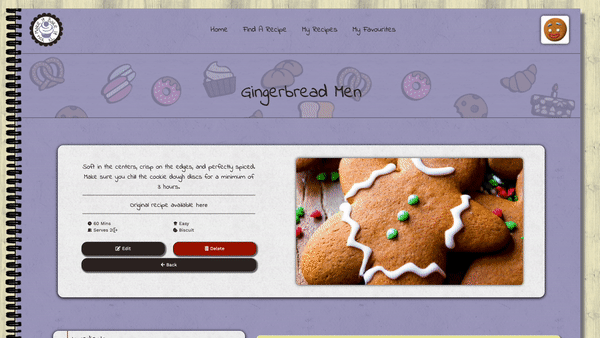 Home Find A Recipe My Recipes My Favourites
Gingerbread Men
Soft in the centers, crisp on the edges, and perfectly spiced.
Make sure you chill the cookie dough discs for a minimum of
3 hours.
Original recipe available here
60 Mins Easy
Serves Biscuit
Edit Delete
Back